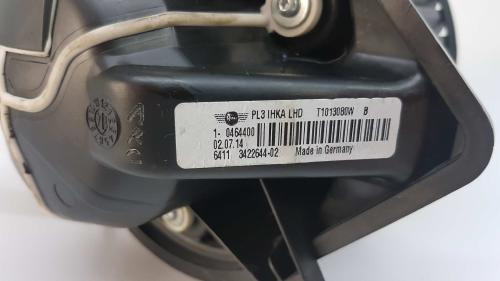 PL3 IHKA LHD T1013080W B
1- 0464400
02.07.14
6411 3422644-02 Made in Germany